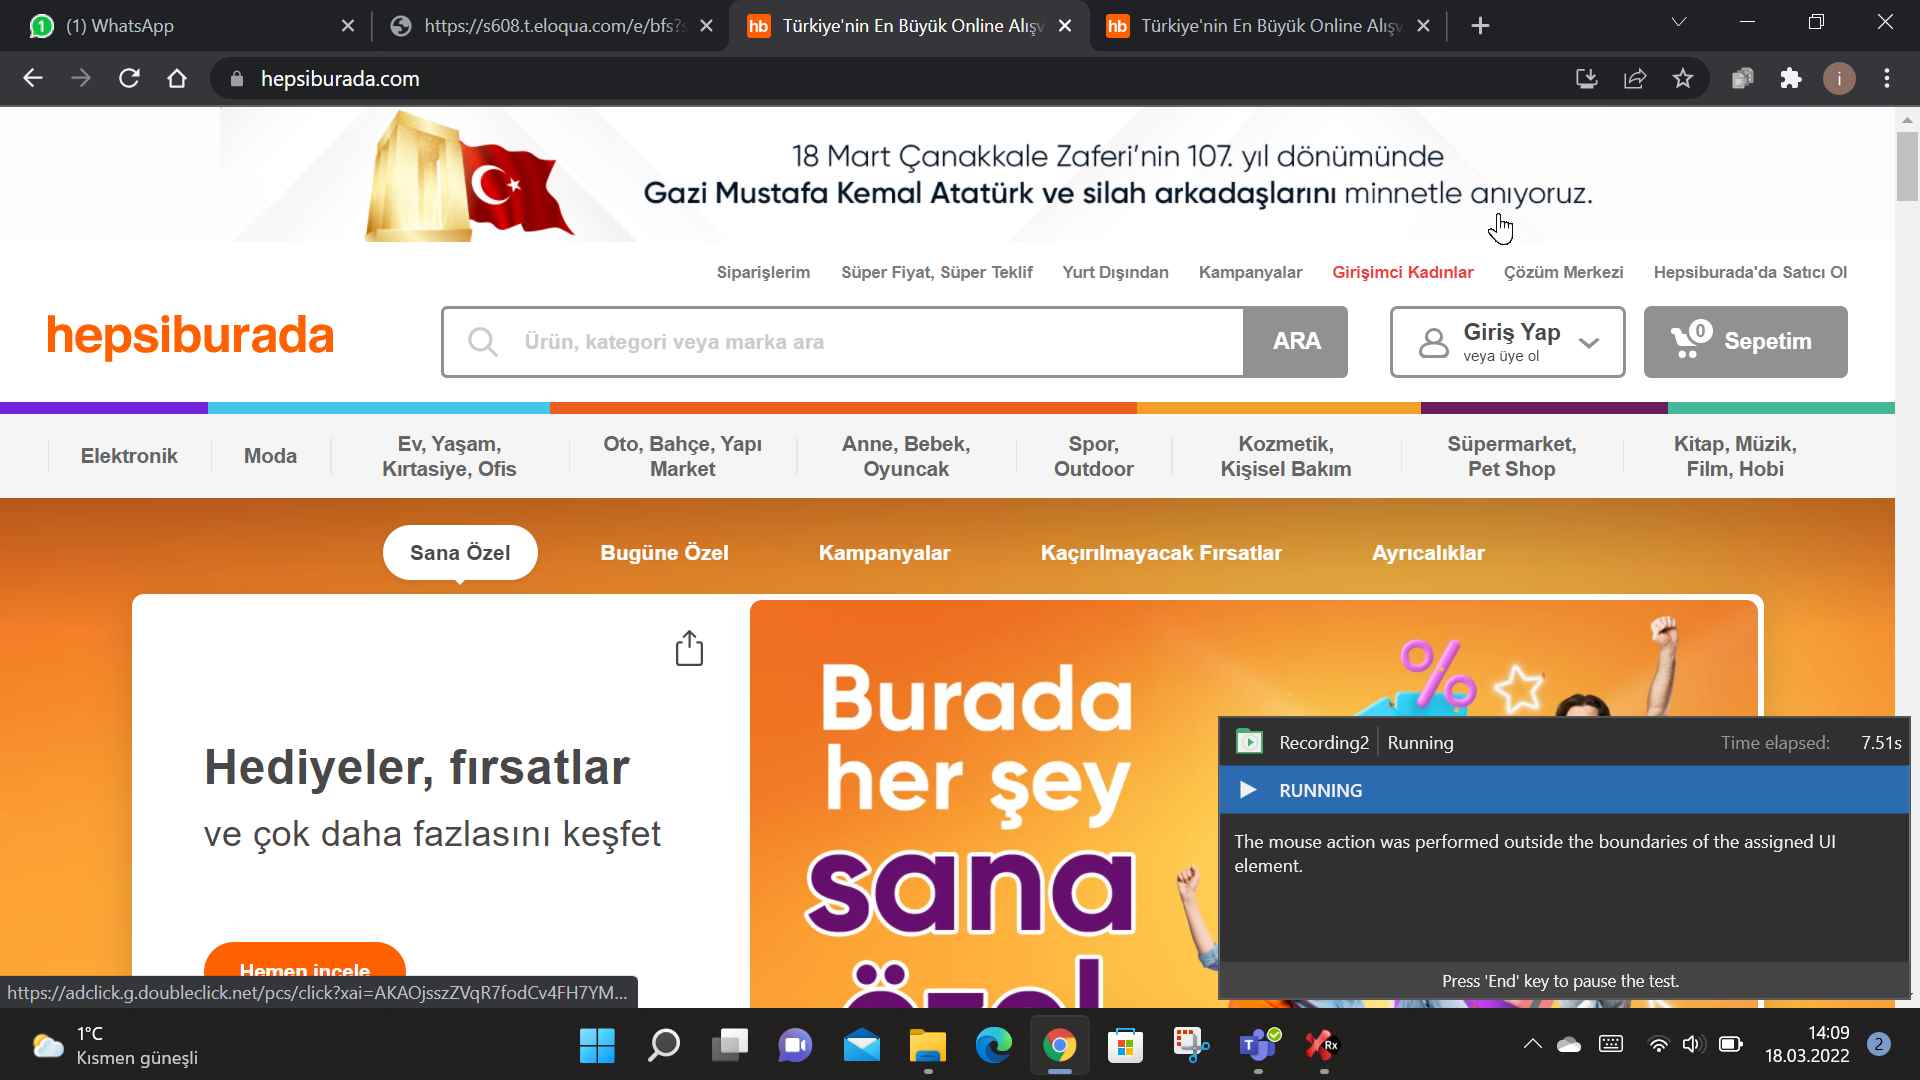 (1) WhatsApp
https://s608.t.eloqua.com/e/bfs?s
Türkiye'nin En Büyük Online Alışv
Türkiye'nin En Büyük Online Alışv
hepsiburada.com
i
18 Mart Çanakkale Zaferi'nin 107. yıl dönümünde
Gazi Mustafa Kemal Atatürk ve silah arkadaşlarını minnetle anıyoruz.
Siparişlerim
Süper Fiyat, Süper Teklif
Yurt Dışından
Kampanyalar
Girişimci Kadınlar
Çözüm Merkezi
Hepsiburada'da Satıcı Ol
hepsiburada
Ürün, kategori veya marka ara
ARA
Giriş Yap
veya üye ol
0
Sepetim
Elektronik
Moda
Ev, Yaşam,
Kırtasiye, Ofis
Oto, Bahçe, Yapı
Market
Anne, Bebek,
Oyuncak
Spor,
Outdoor
Kozmetik,
Kişisel Bakım
Süpermarket,
Pet Shop
Kitap, Müzik,
Film, Hobi
Sana Özel
Bugüne Özel
Kampanyalar
Kaçırılmayacak Fırsatlar
Ayrıcalıklar
Hediyeler, fırsatlar
ve çok daha fazlasını keşfet
Hemen incele
Burada
her şey
sana
özel
%
Recording2
Running
Time elapsed:
7.51s
RUNNING
The mouse action was performed outside the boundaries of the assigned UI
element.
Press 'End' key to pause the test.
https://adclick.g.doubleclick.net/pcs/click?xai=AKAOjsszZVqR7fodCv4FH7YM...
1°C
Kısmen güneşli
14:09
18.03.2022
2